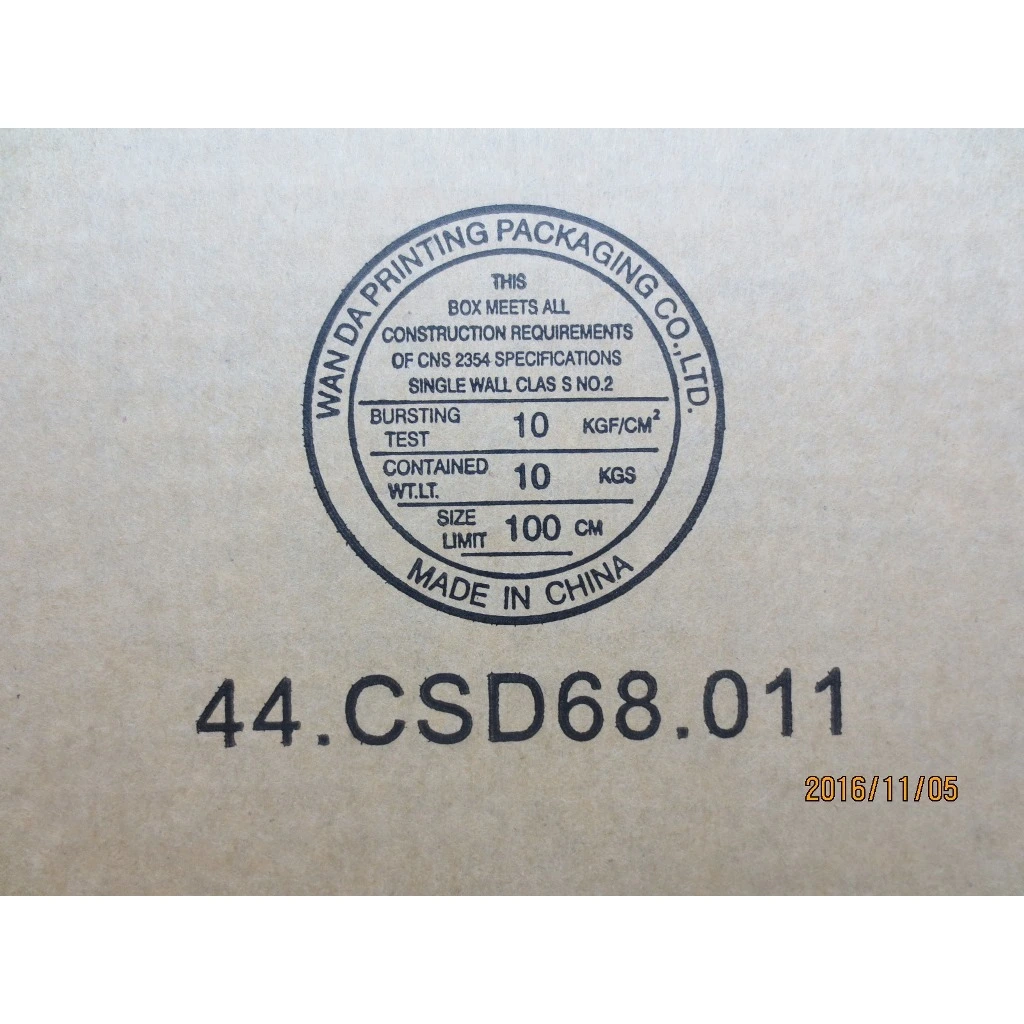 WAN DA PRINTING PACKAGING CO.,LTD.
THIS
BOX MEETS ALL
CONSTRUCTION REQUIREMENTS
OF CNS 2354 SPECIFICATIONS
SINGLE WALL CLAS S NO.2
BURSTING TEST 10 KGF/CM²
CONTAINED WT.LT. 10 KGS
SIZE LIMIT 100 CM
MADE IN CHINA
44.CSD68.011
2016/11/05